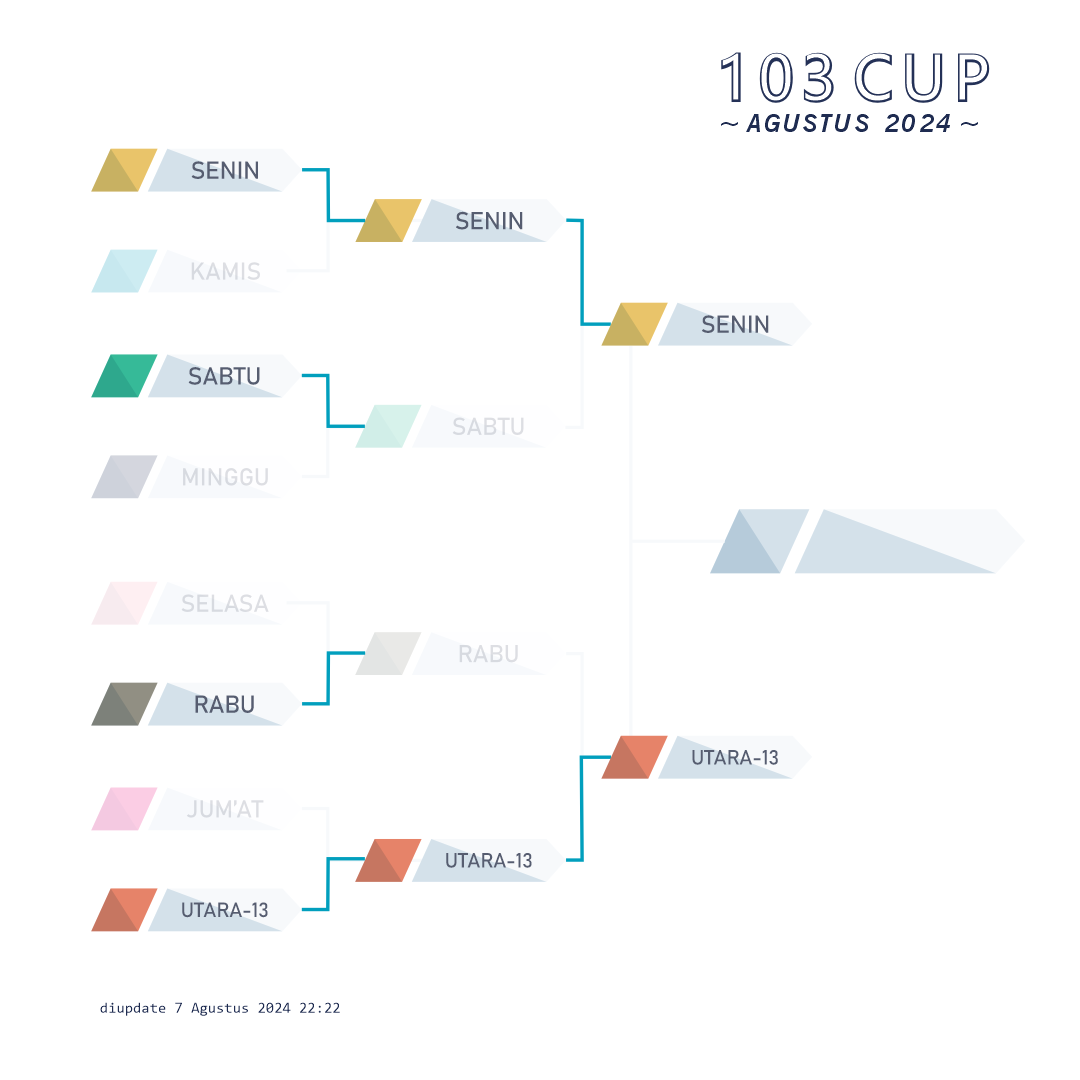 103 CUP
~ AGUSTUS 2024 ~
SENIN
KAMIS
SENIN
SABTU
MINGGU
SABTU
SENIN
SELASA
RABU
RABU
JUM'AT
UTARA-13
UTARA-13
UTARA-13
diupdate 7 Agustus 2024 22:22